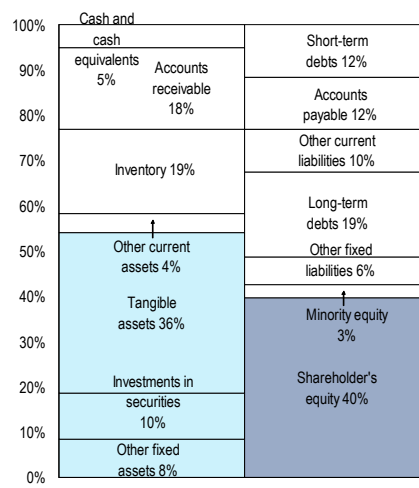 100%
90%
80%
70%
60%
50%
40%
30%
20%
10%
0%
Cash and
cash
equivalents
5%
Accounts
receivable
18%
Inventory 19%
Other current
assets 4%
Tangible
assets 36%
Investments in
securities
10%
Other fixed
assets 8%
Short-term
debts 12%
Accounts
payable 12%
Other current
liabilities 10%
Long-term
debts 19%
Other fixed
liabilities 6%
Minority equity
3%
Shareholder's
equity 40%